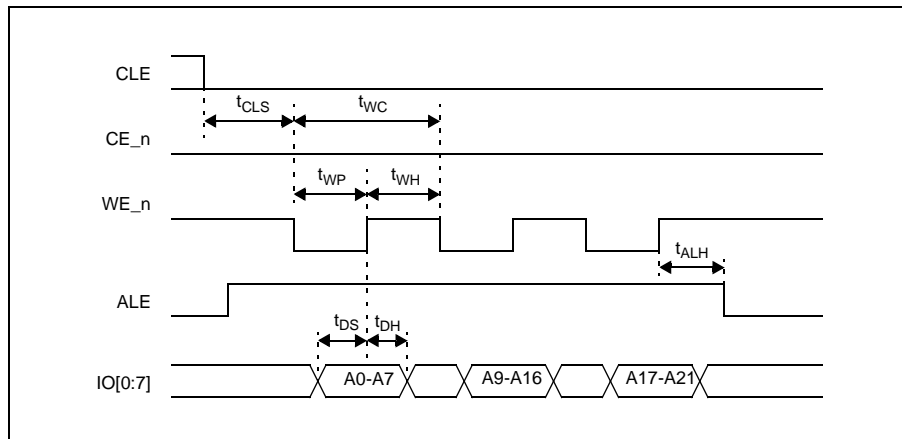 CLE
tCLS
tWC
CE_n
tWP
tWH
WE_n
tALH
ALE
tDS
tDH
IO[0:7]
A0-A7
A9-A16
A17-A21